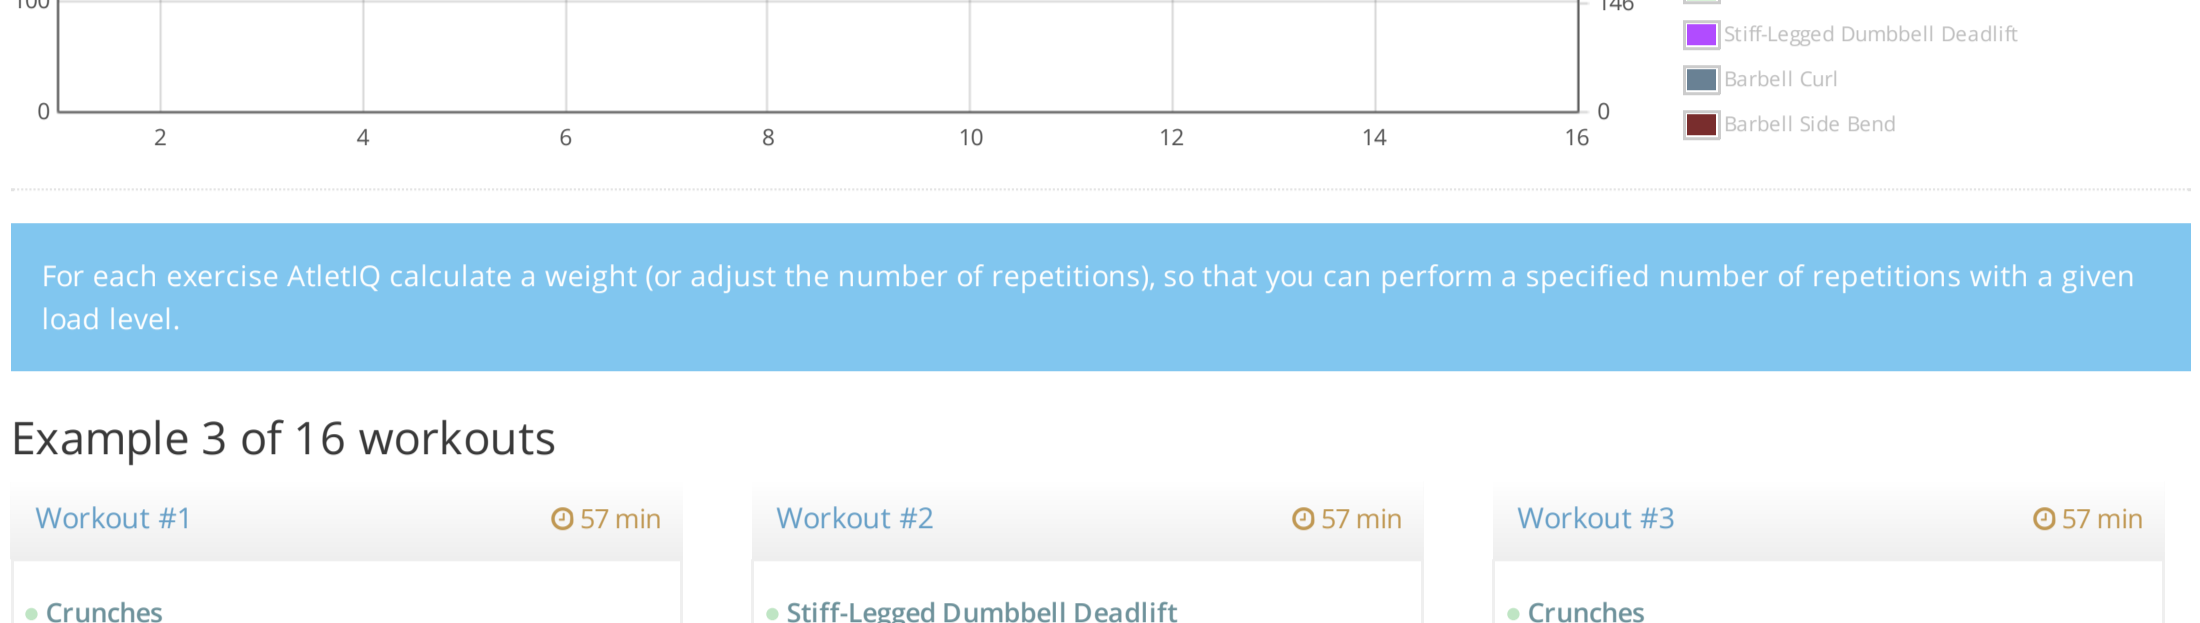 100
146
Stiff-Legged Dumbbell Deadlift
Barbell Curl
0
0
Barbell Side Bend
2 4 6 8 10 12 14 16
For each exercise AtletIQ calculate a weight (or adjust the number of repetitions), so that you can perform a specified number of repetitions with a given
load level.
Example 3 of 16 workouts
Workout #1 57 min
Workout #2 57 min
Workout #3 57 min
Crunches
Stiff-Legged Dumbbell Deadlift
Crunches